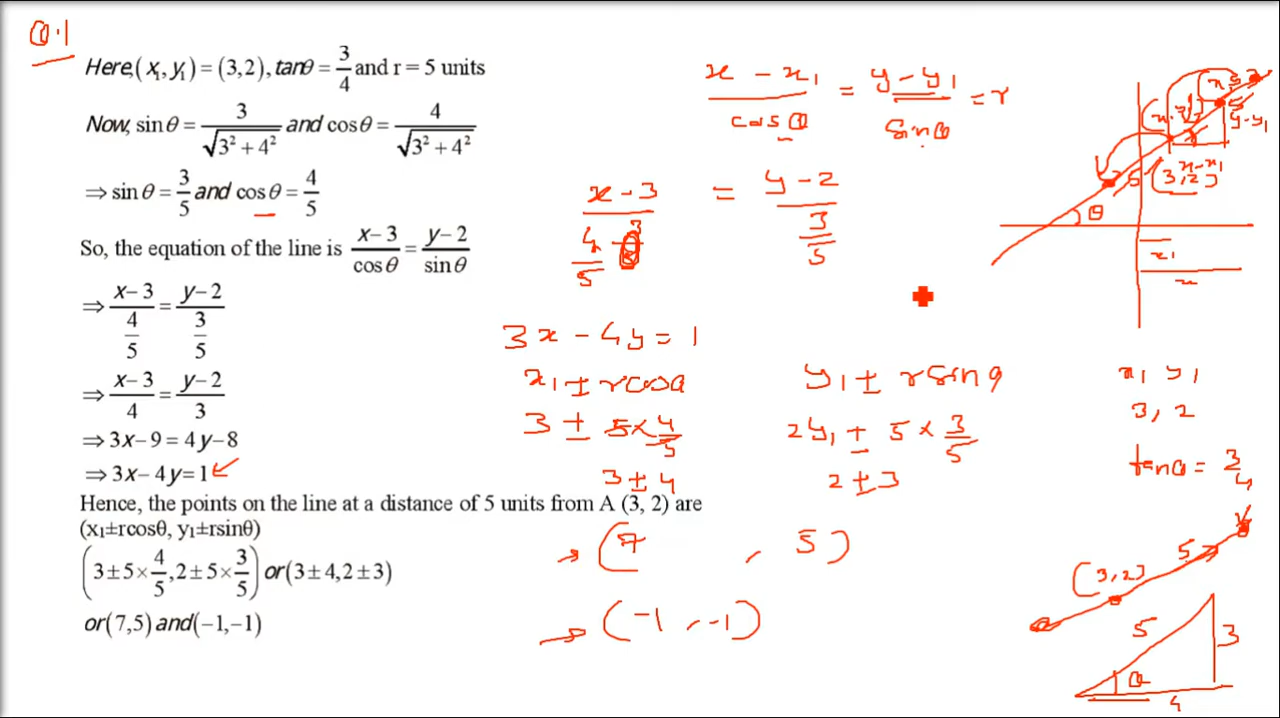 Q.1
Here,(x₁, y₁) = (3,2), tanθ = 3/4 and r = 5 units
Now, sinθ = 3/√(3²+4²) and cosθ = 4/√(3²+4²)
⇒ sinθ = 3/5 and cosθ = 4/5
So, the equation of the line is (x−3)/cosθ = (y−2)/sinθ
⇒ (x−3)/(4/5) = (y−2)/(3/5)
⇒ (x−3)/4 = (y−2)/3
⇒ 3x−9 = 4y−8
⇒ 3x−4y=1
Hence, the points on the line at a distance of 5 units from A (3, 2) are
(x₁±rcosθ, y₁±rsinθ)
(3±5×4/5, 2±5×3/5) or (3±4, 2±3)
or (7,5) and (−1,−1)
(x − x₁)/cosθ = (y − y₁)/sinθ = r
(x − 3)/(4/5) = (y − 2)/(3/5)
3x − 4y = 1
x₁ ± rcosθ y₁ ± rsinθ
3 ± 5×4/5 2y₁ ± 5×3/5
3 ± 4 2 ± 3
(7 , 5)
(−1 , −1)
5
y−y₁
x−x₁
5 (3,2)
θ
x₁
x
x₁ y₁
3, 2
tanθ = 3/4
5
(3,2)
5 3
θ
4